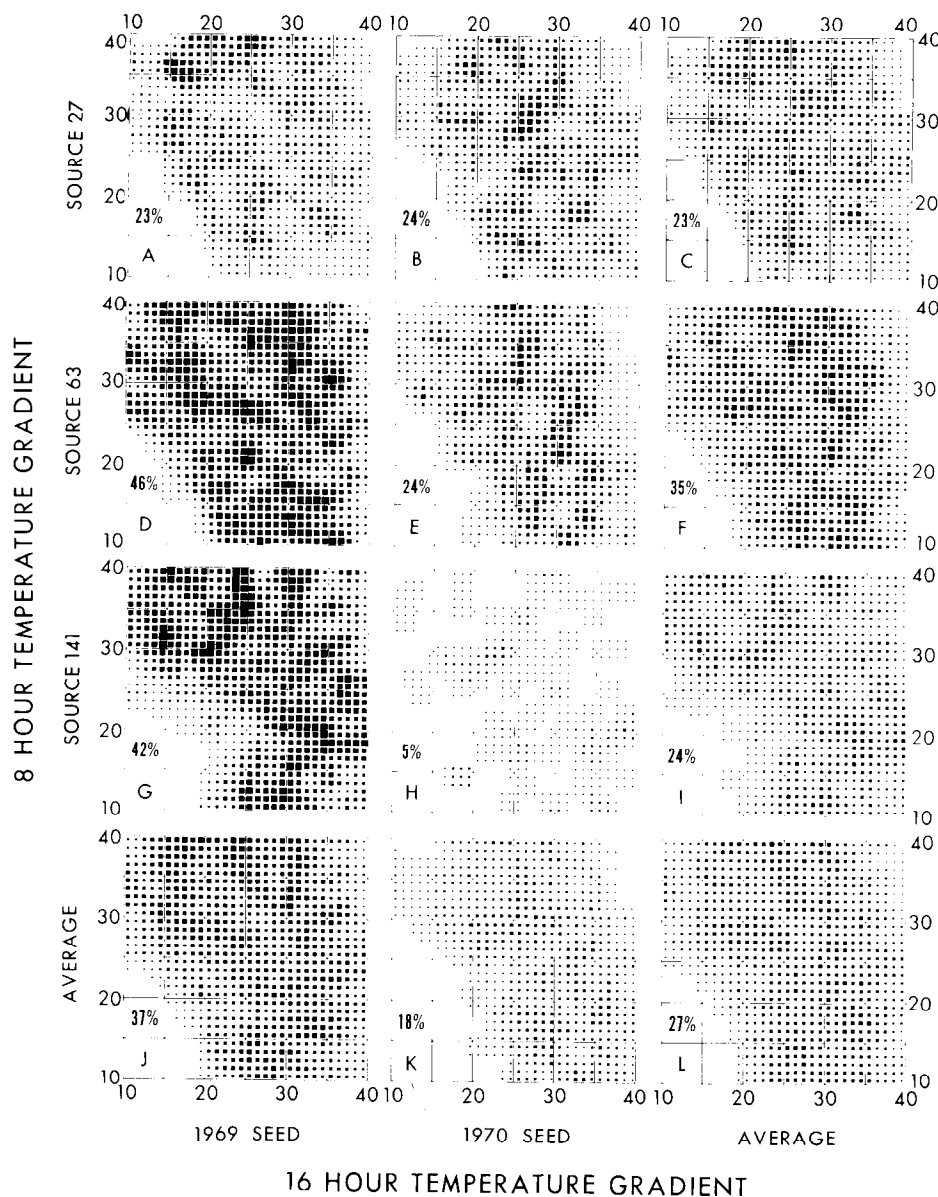 10 20 30 40 10 20 30 40 10 20 30 40
8 HOUR TEMPERATURE GRADIENT
SOURCE 27
40 40
30 30
20 20
23% 24% 23%
A B C
10 10
SOURCE 63
40 40
30 30
20 20
46% 24% 35%
D E F
10 10
SOURCE 141
40 40
30 30
20 20
42% 5% 24%
G H I
10 10
AVERAGE
40 40
30 30
20 20
37% 18% 27%
J K L
10 10
10 20 30 40 10 20 30 40 10 20 30 40
1969 SEED 1970 SEED AVERAGE
16 HOUR TEMPERATURE GRADIENT